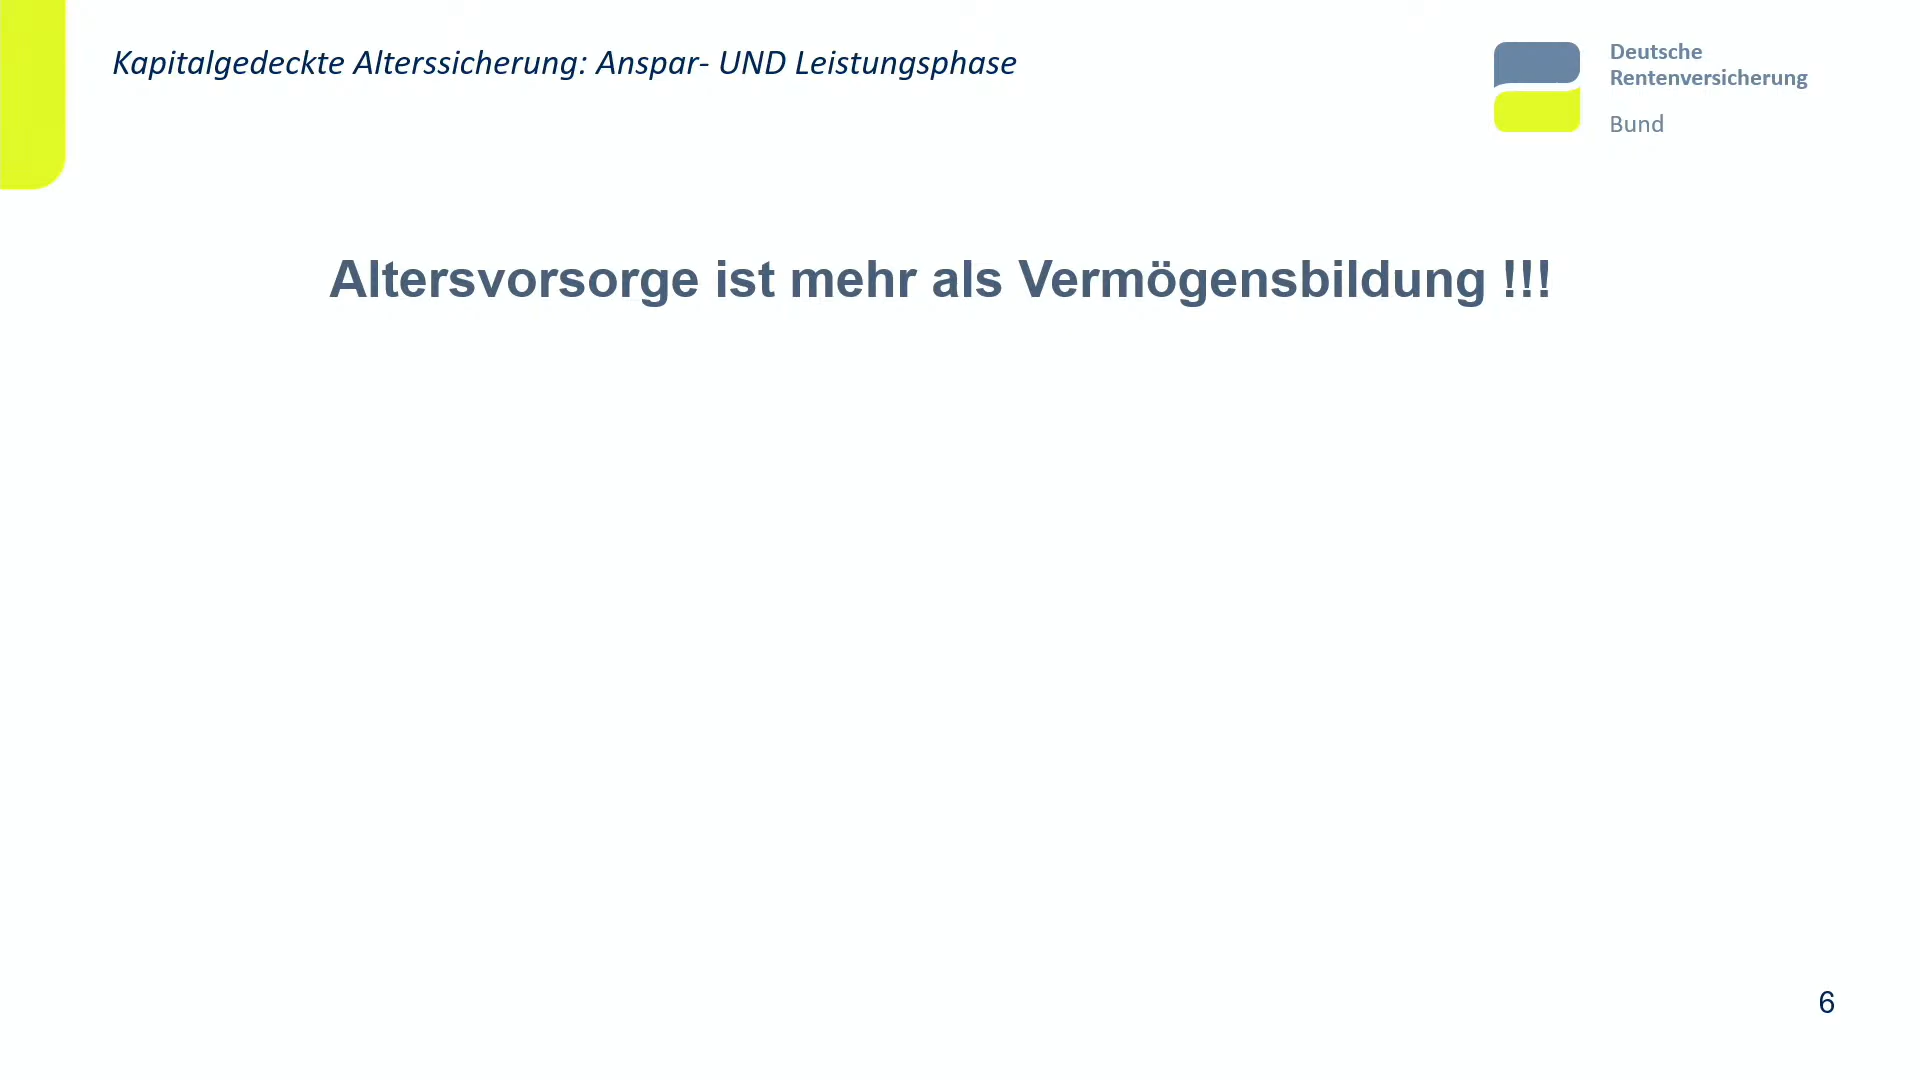 Kapitalgedeckte Alterssicherung: Anspar- UND Leistungsphase
Deutsche
Rentenversicherung
Bund
Altersvorsorge ist mehr als Vermögensbildung !!!
6